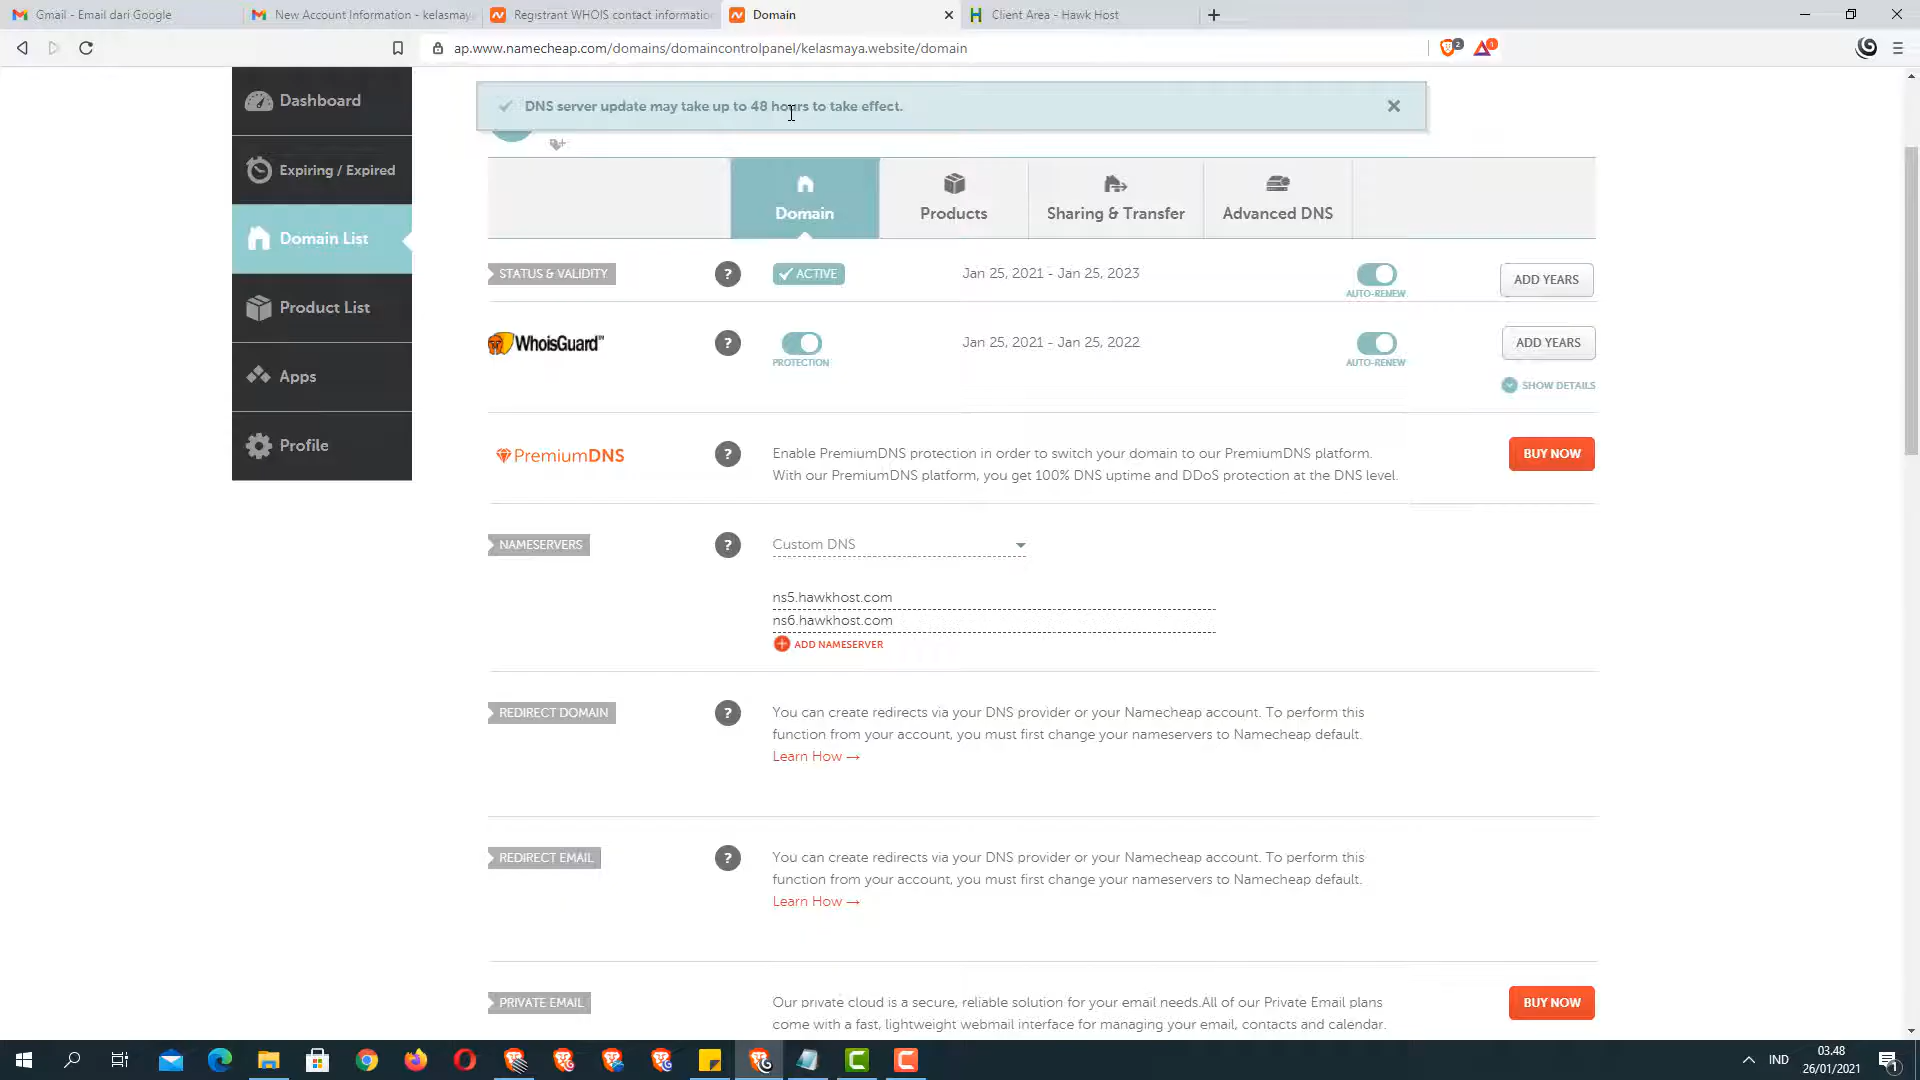 Gmail - Email dari Google
New Account Information - kelasmaya
Registrant WHOIS contact informatio
Domain
Client Area - Hawk Host
ap.www.namecheap.com/domains/domaincontrolpanel/kelasmaya.website/domain
2
1
Dashboard
Expiring / Expired
Domain List
Product List
Apps
Profile
DNS server update may take up to 48 hours to take effect.
Domain
Products
Sharing & Transfer
Advanced DNS
STATUS & VALIDITY
?
ACTIVE
Jan 25, 2021 - Jan 25, 2023
AUTO-RENEW
ADD YEARS
WhoisGuard™
?
PROTECTION
Jan 25, 2021 - Jan 25, 2022
AUTO-RENEW
ADD YEARS
SHOW DETAILS
PremiumDNS
?
Enable PremiumDNS protection in order to switch your domain to our PremiumDNS platform.
With our PremiumDNS platform, you get 100% DNS uptime and DDoS protection at the DNS level.
BUY NOW
NAMESERVERS
?
Custom DNS
ns5.hawkhost.com
ns6.hawkhost.com
ADD NAMESERVER
REDIRECT DOMAIN
?
You can create redirects via your DNS provider or your Namecheap account. To perform this
function from your account, you must first change your nameservers to Namecheap default.
Learn How →
REDIRECT EMAIL
?
You can create redirects via your DNS provider or your Namecheap account. To perform this
function from your account, you must first change your nameservers to Namecheap default.
Learn How →
PRIVATE EMAIL
Our private cloud is a secure, reliable solution for your email needs.All of our Private Email plans
come with a fast, lightweight webmail interface for managing your email, contacts and calendar.
BUY NOW
IND
03.48
26/01/2021
1